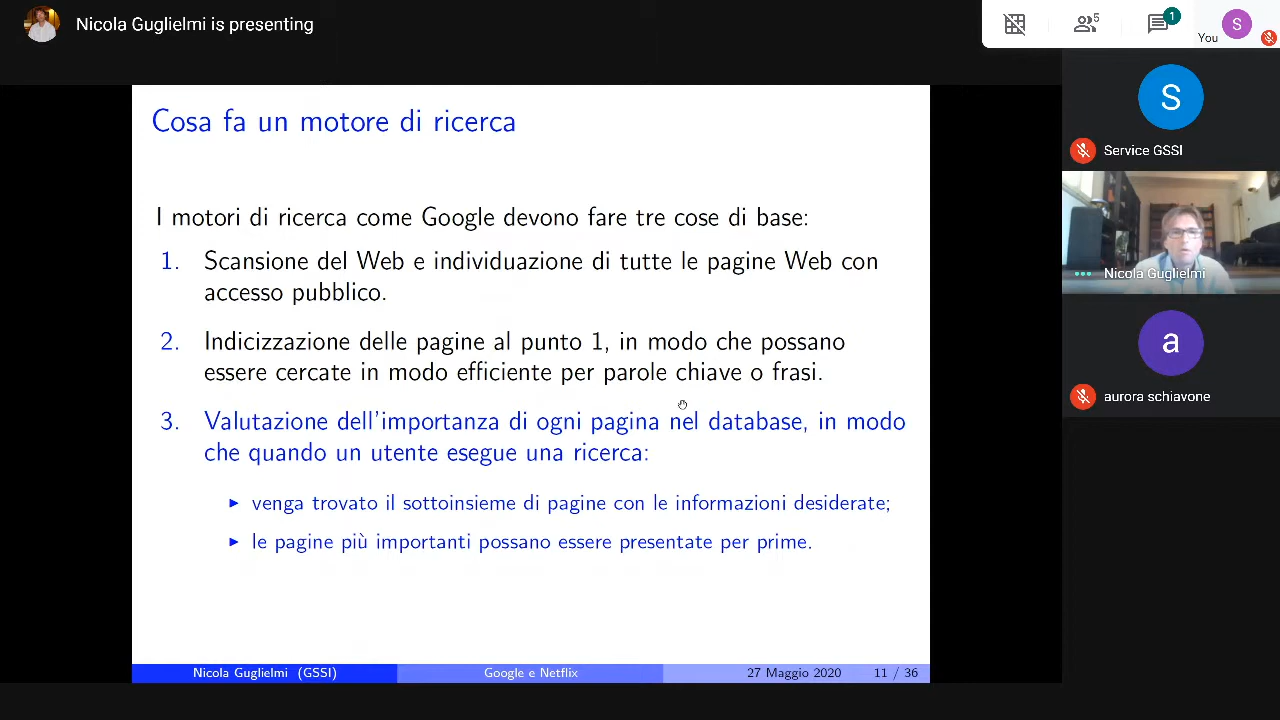 Nicola Guglielmi is presenting
5
1
You
S
Cosa fa un motore di ricerca
I motori di ricerca come Google devono fare tre cose di base:
1. Scansione del Web e individuazione di tutte le pagine Web con
accesso pubblico.
2. Indicizzazione delle pagine al punto 1, in modo che possano
essere cercate in modo efficiente per parole chiave o frasi.
3. Valutazione dell'importanza di ogni pagina nel database, in modo
che quando un utente esegue una ricerca:
▶ venga trovato il sottoinsieme di pagine con le informazioni desiderate;
▶ le pagine più importanti possano essere presentate per prime.
Nicola Guglielmi (GSSI) Google e Netflix 27 Maggio 2020 11 / 36
S
Service GSSI
Nicola Guglielmi
a
aurora schiavone